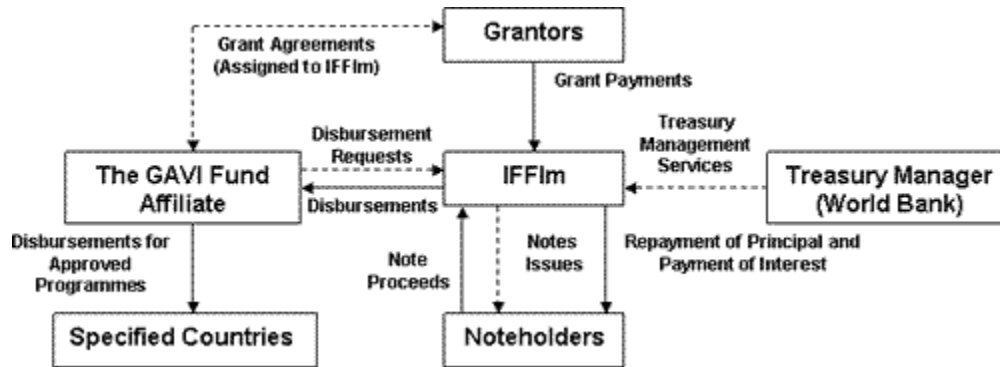 Grantors
Grant Agreements
(Assigned to IFFIm)
Grant Payments
Disbursement
Requests
Treasury
Management
Services
The GAVI Fund
Affiliate
IFFIm
Treasury Manager
(World Bank)
Disbursements
Disbursements for
Approved
Programmes
Note
Proceeds
Notes
Issues
Repayment of Principal and
Payment of Interest
Specified Countries
Noteholders